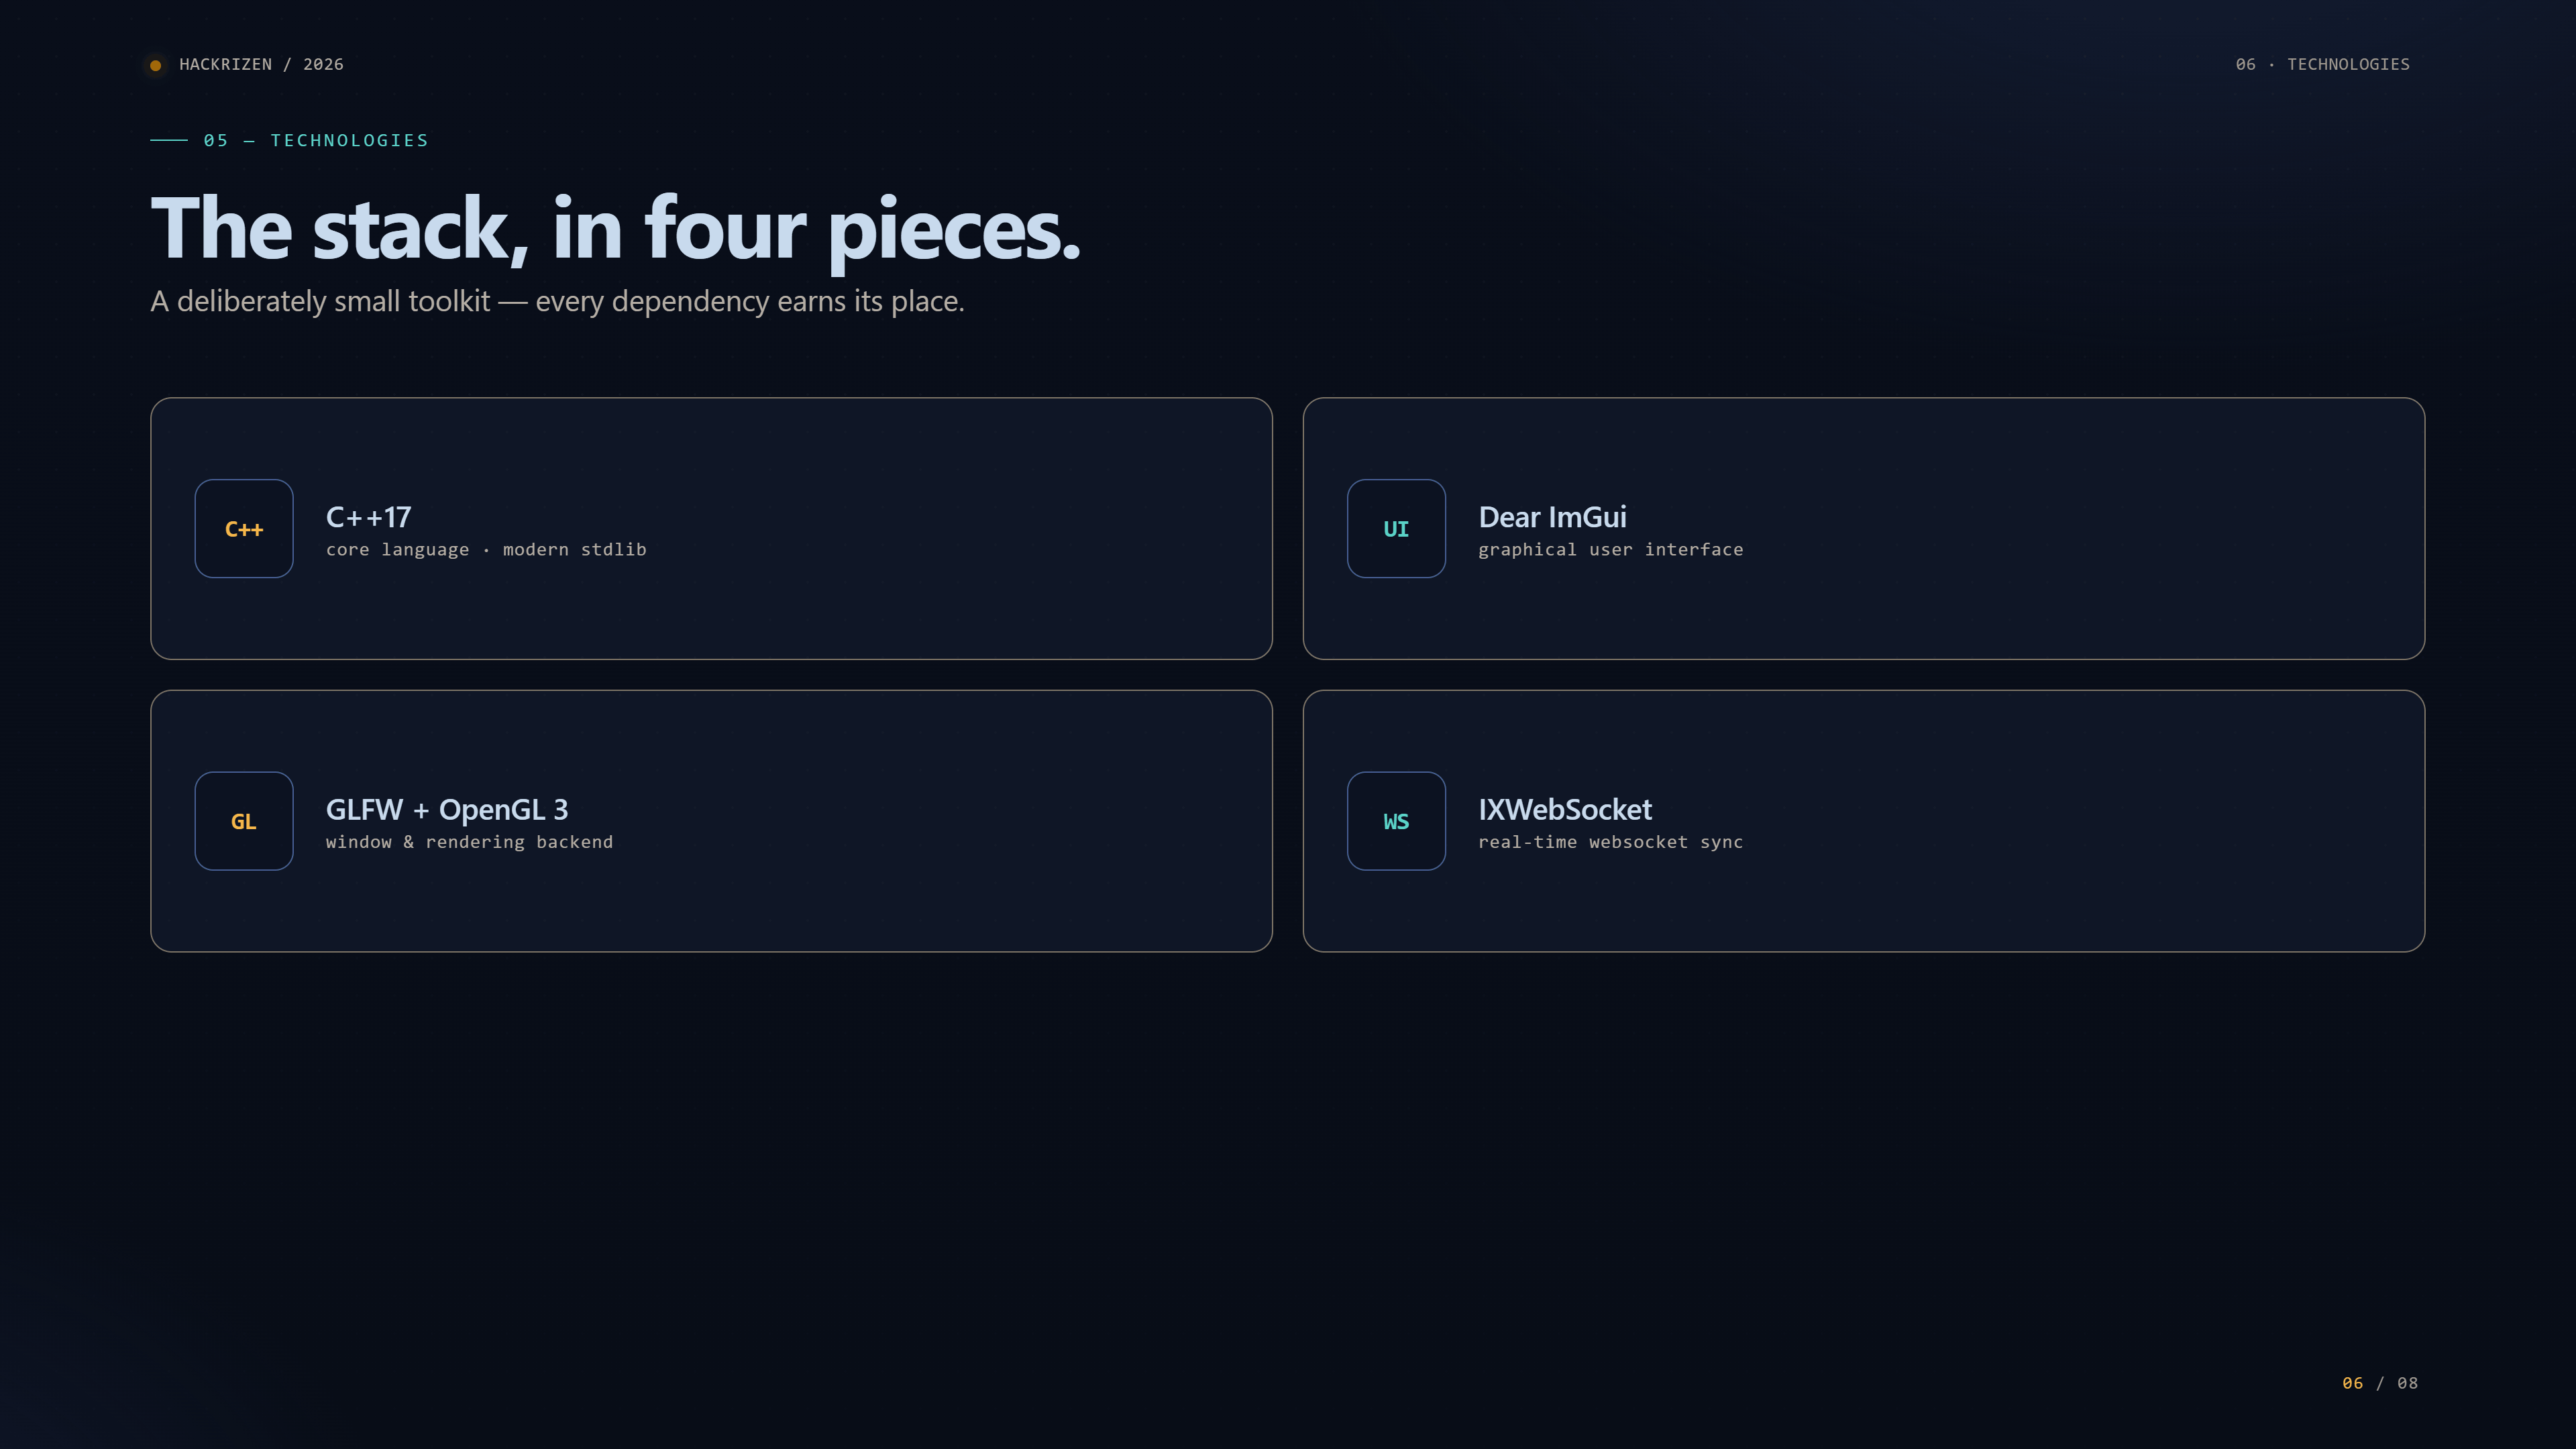 HACKRIZEN / 2026
06 · TECHNOLOGIES
05 — TECHNOLOGIES
The stack, in four pieces.
A deliberately small toolkit — every dependency earns its place.
C++
C++17
core language · modern stdlib
UI
Dear ImGui
graphical user interface
GL
GLFW + OpenGL 3
window & rendering backend
WS
IXWebSocket
real-time websocket sync
06 / 08